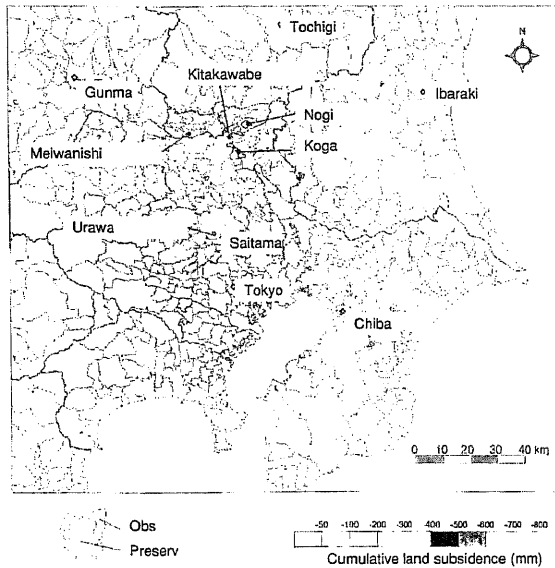 Tochigi
N
Kitakawabe
Gunma
Ibaraki
Nogi
Meiwanishi
Koga
Urawa
Saitama
Tokyo
Chiba
0 10 20 30 40 km
Obs
Preserv
-50 -100 -200 -400 -500 -600 -700 -800
Cumulative land subsidence (mm)